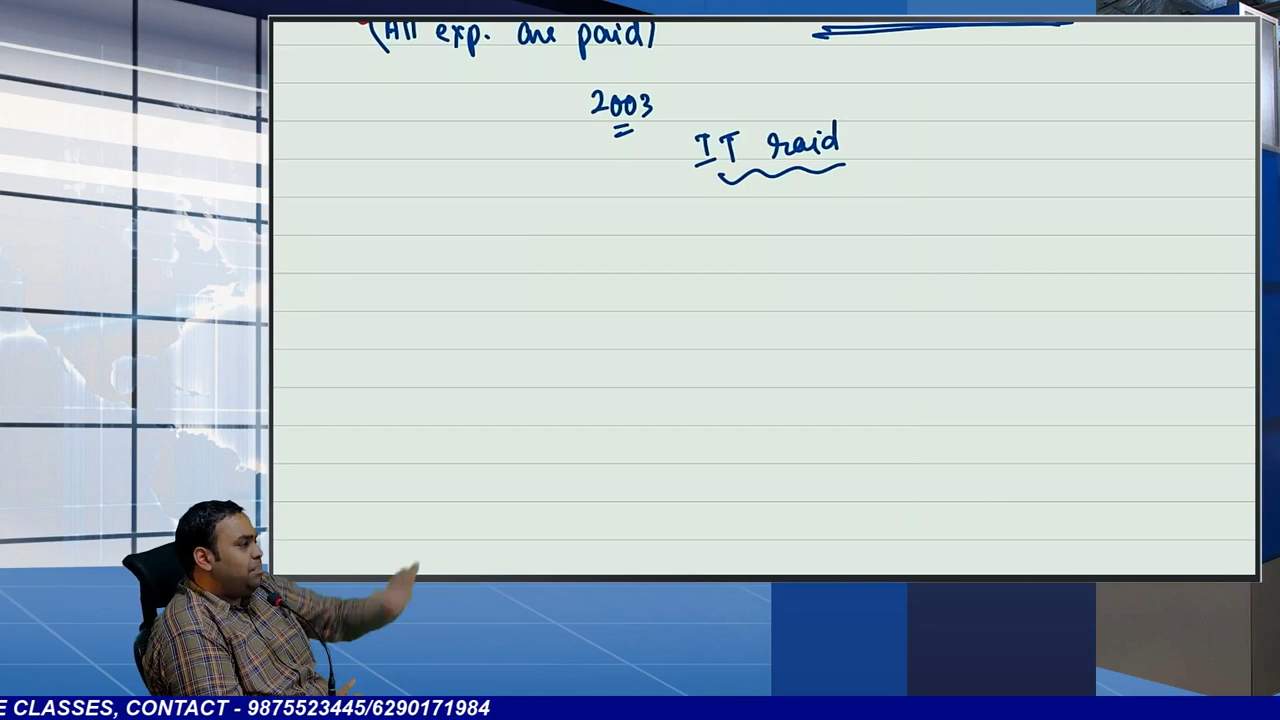 (All exp. are paid)
2003
IT raid
E CLASSES, CONTACT - 9875523445/6290171984